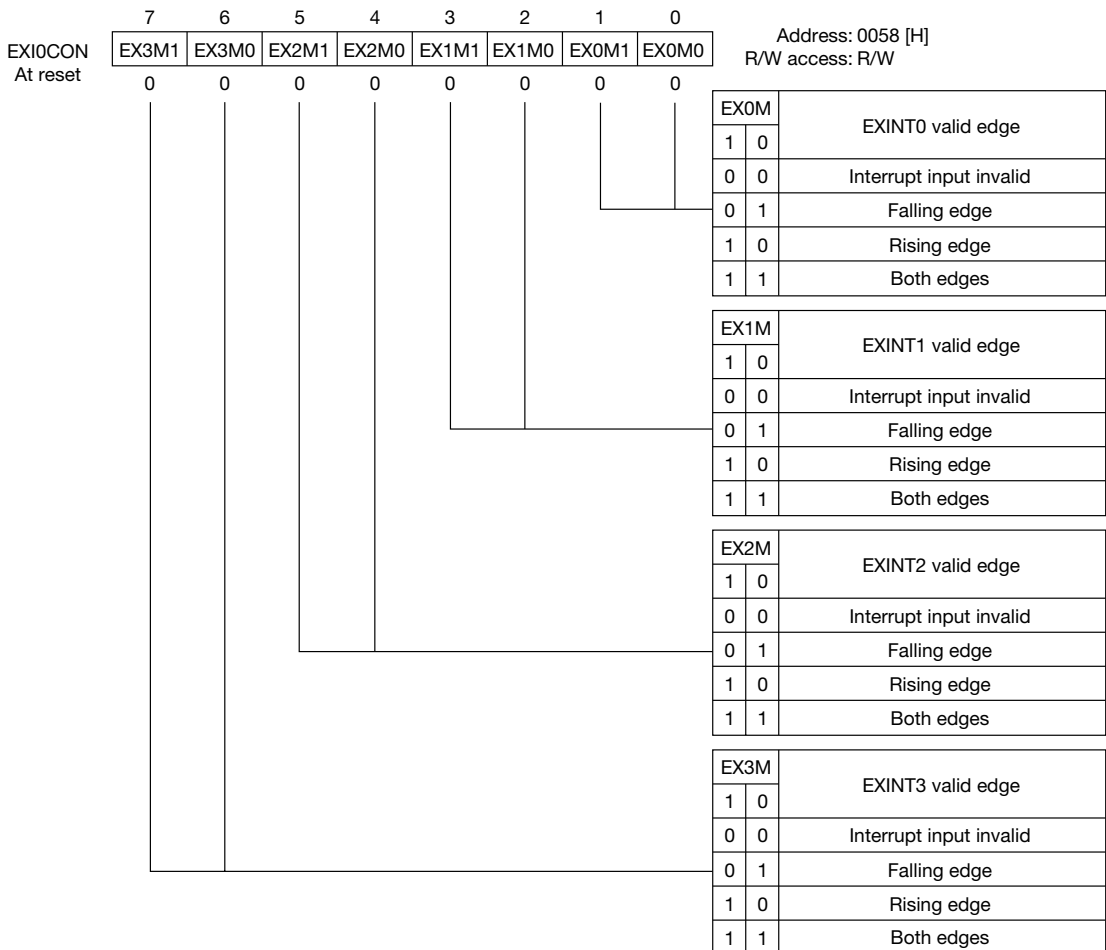 7 6 5 4 3 2 1 0
EXI0CON EX3M1 EX3M0 EX2M1 EX2M0 EX1M1 EX1M0 EX0M1 EX0M0
At reset 0 0 0 0 0 0 0 0
Address: 0058 [H]
R/W access: R/W
EX0M EXINT0 valid edge
1 0
0 0 Interrupt input invalid
0 1 Falling edge
1 0 Rising edge
1 1 Both edges
EX1M EXINT1 valid edge
1 0
0 0 Interrupt input invalid
0 1 Falling edge
1 0 Rising edge
1 1 Both edges
EX2M EXINT2 valid edge
1 0
0 0 Interrupt input invalid
0 1 Falling edge
1 0 Rising edge
1 1 Both edges
EX3M EXINT3 valid edge
1 0
0 0 Interrupt input invalid
0 1 Falling edge
1 0 Rising edge
1 1 Both edges